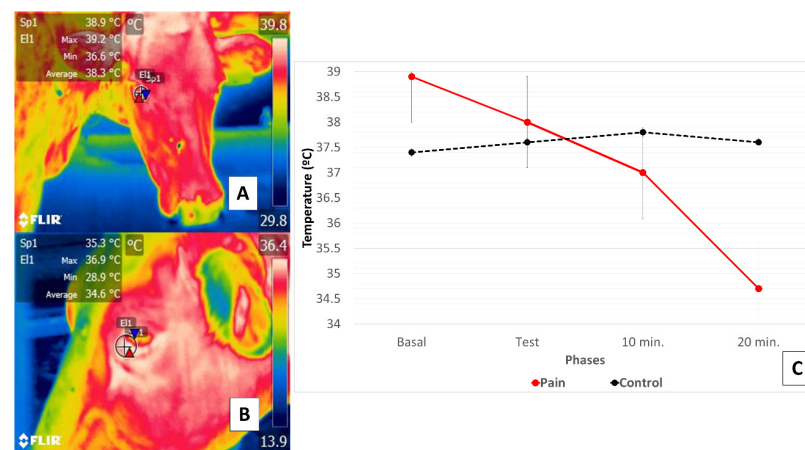 Sp1 38.9 °C
El1 Max 39.2 °C
Min 36.6 °C
Average 38.3 °C
ºC
39.8
El1
Sp1
A
FLIR
29.8
Sp1 35.3 °C
El1 Max 36.9 °C
Min 28.9 °C
Average 34.6 °C
ºC
36.4
El1
B
FLIR
13.9
Temperature (ºC)
39
38.5
38
37.5
37
36.5
36
35.5
35
34.5
34
Basal Test 10 min. 20 min.
Phases
Pain Control
C